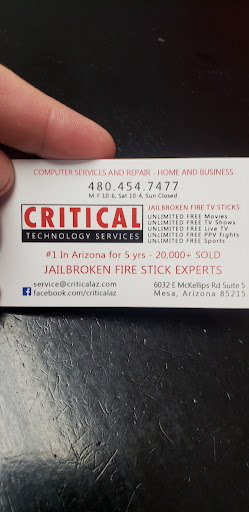 COMPUTER SERVICES AND REPAIR - HOME AND BUSINESS
480.454.7477
M-F 10-6, Sat 10-4, Sun Closed
CRITICAL
TECHNOLOGY SERVICES
JAILBROKEN FIRE TV STICKS
UNLIMITED FREE Movies
UNLIMITED FREE TV Shows
UNLIMITED FREE Live TV
UNLIMITED FREE PPV Fights
UNLIMITED FREE Sports
#1 In Arizona for 5 yrs - 20,000+ SOLD
JAILBROKEN FIRE STICK EXPERTS
service@criticalaz.com
facebook.com/criticalaz
6032 E McKellips Rd Suite 5
Mesa, Arizona 85215